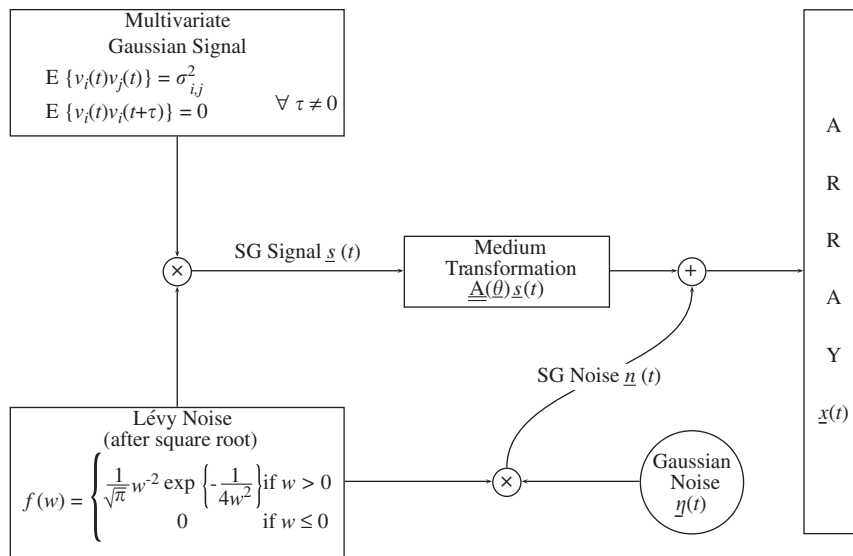 Multivariate
Gaussian Signal
E {v_i(t)v_j(t)} = σ²_{i,j}
E {v_i(t)v_i(t+τ)} = 0 ∀ τ ≠ 0
×
SG Signal s̲ (t)
Medium
Transformation
A̳(θ̲)s̲(t)
+
SG Noise n̲ (t)
Lévy Noise
(after square root)
f(w) = { 1/√π w⁻² exp {-1/4w²} if w > 0
0 if w ≤ 0
×
Gaussian
Noise
η̲(t)
A
R
R
A
Y
x̲(t)